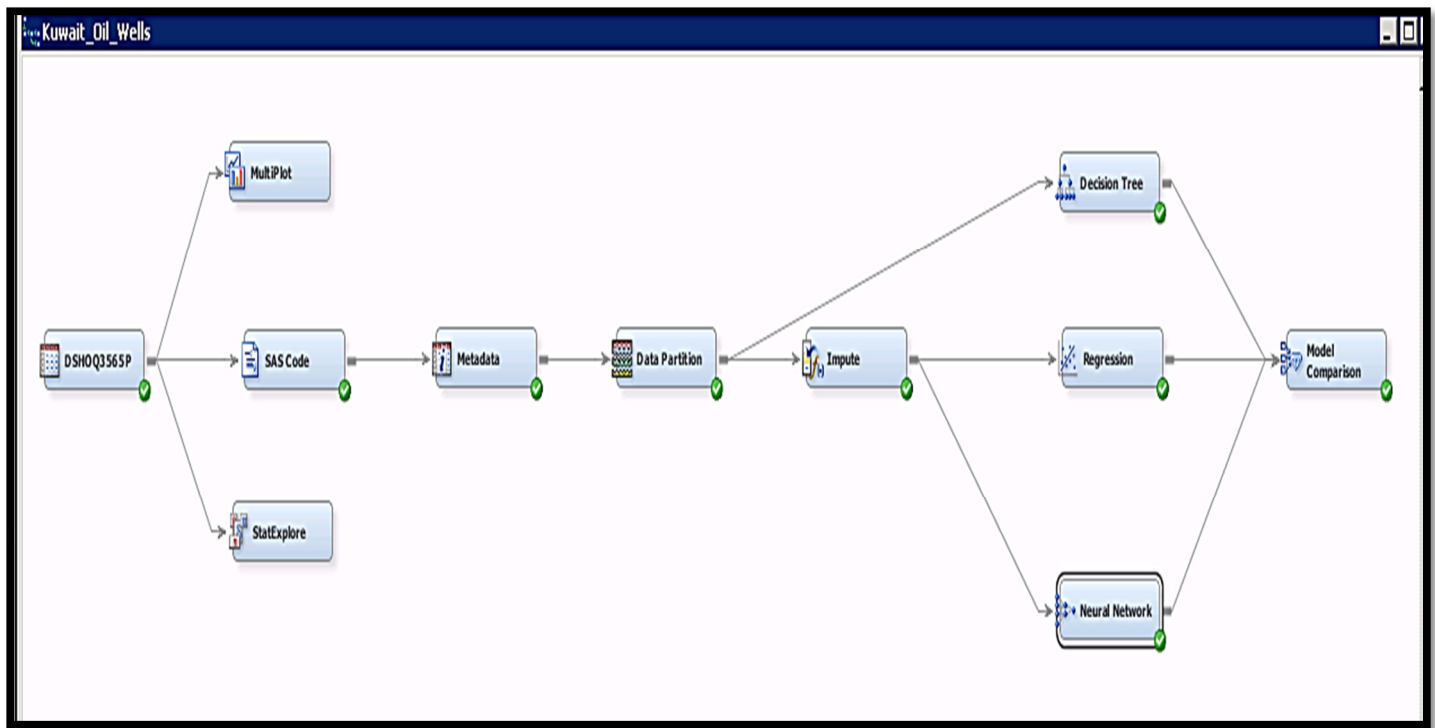 Kuwait_Oil_Wells
MultiPlot
Decision Tree
DSHOQ3565P
SAS Code
Metadata
Data Partition
Impute
Regression
Model
Comparison
StatExplore
Neural Network